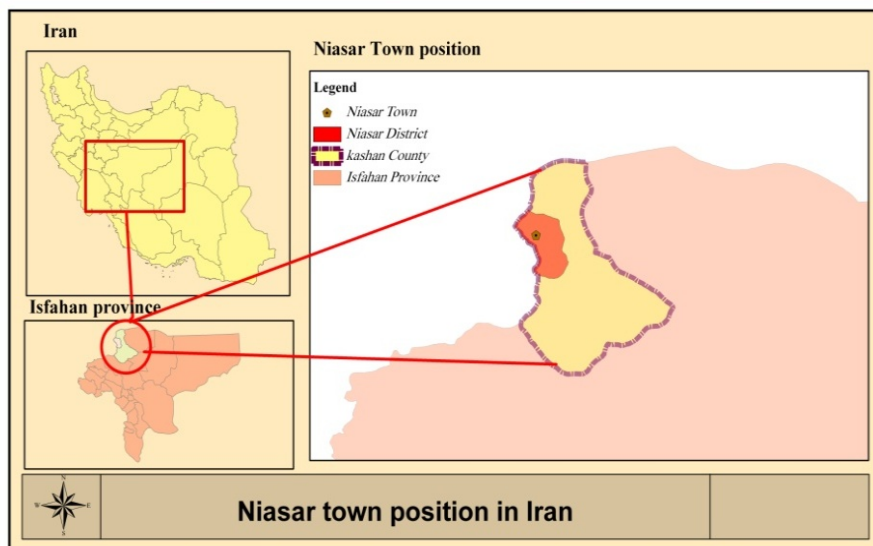 Iran
Niasar Town position
Legend
Niasar Town
Niasar District
kashan County
Isfahan Province
Isfahan province
N
W E
S
Niasar town position in Iran